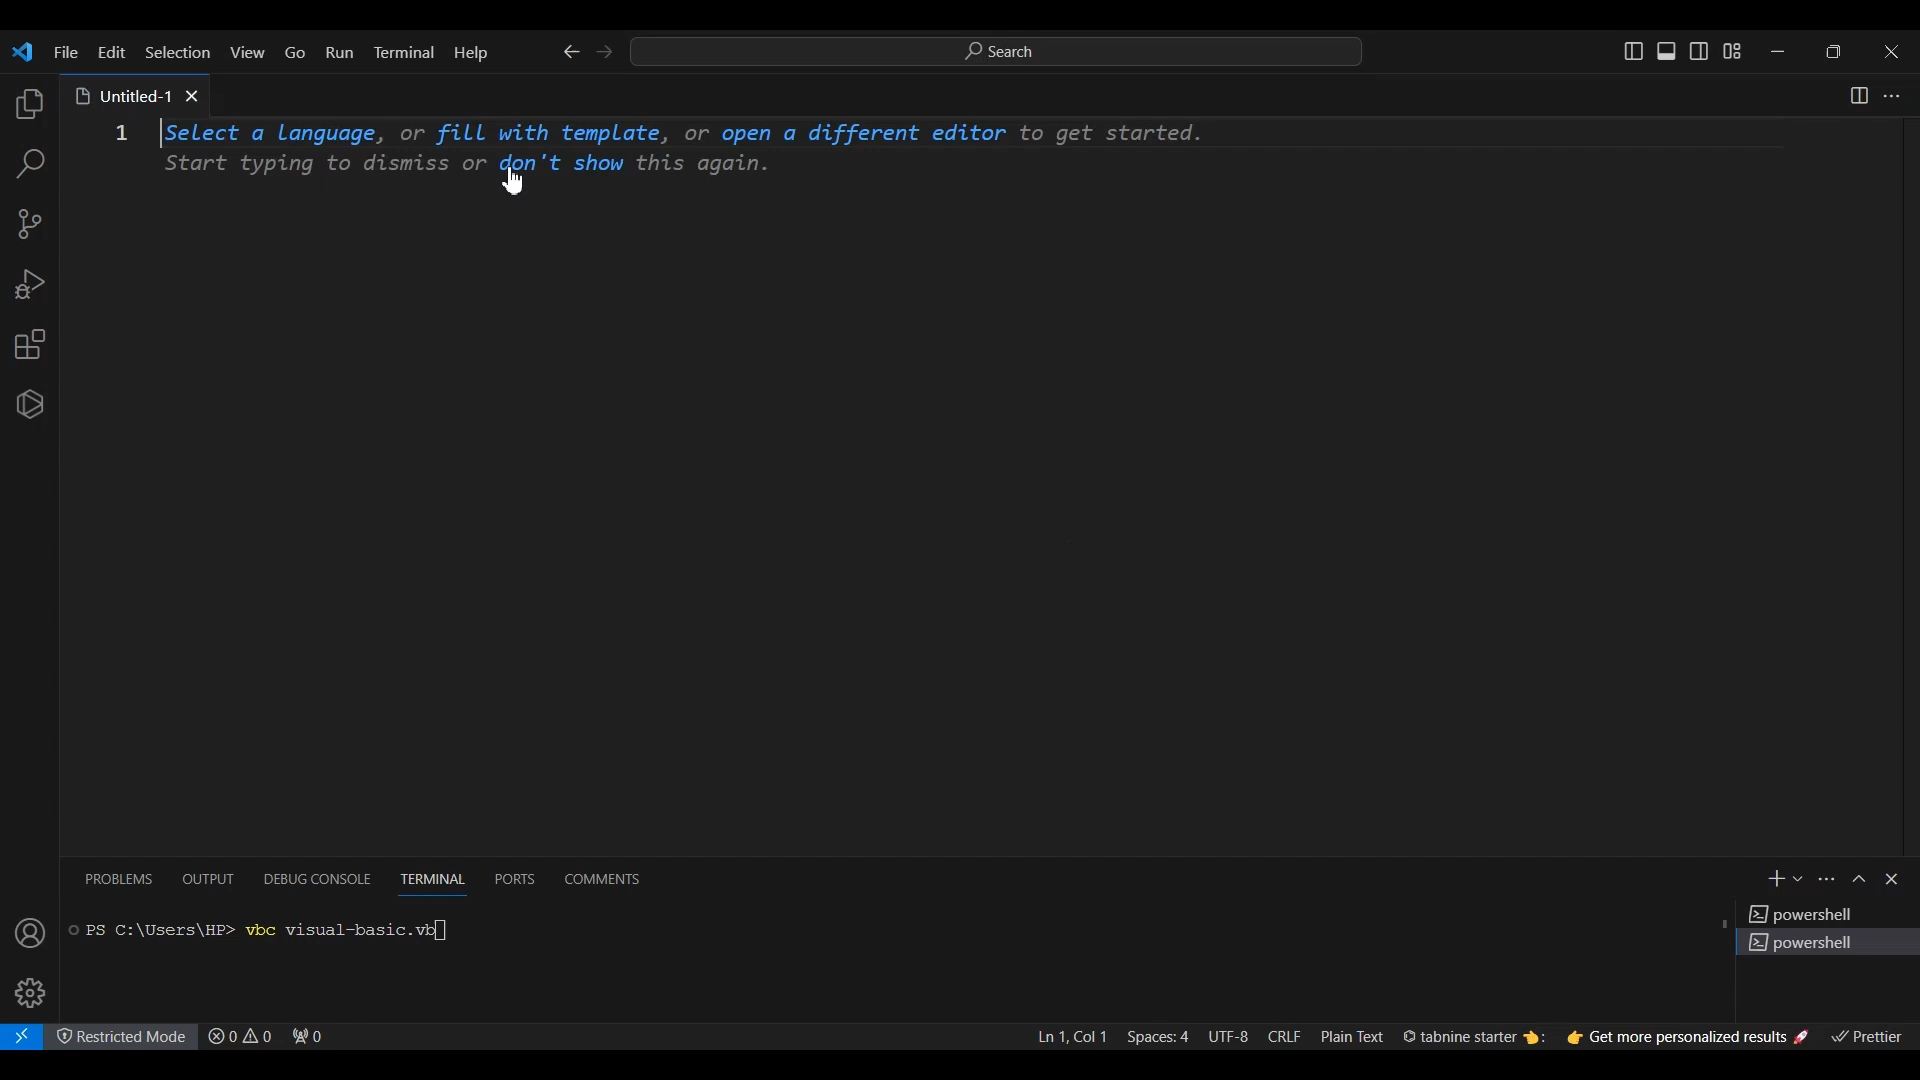 File Edit Selection View Go Run Terminal Help Search
Untitled-1
1 Select a language, or fill with template, or open a different editor to get started.
Start typing to dismiss or don't show this again.
PROBLEMS OUTPUT DEBUG CONSOLE TERMINAL PORTS COMMENTS
powershell
PS C:\Users\HP> vbc visual-basic.vb
powershell
Restricted Mode 0 0 0 Ln 1, Col 1 Spaces: 4 UTF-8 CRLF Plain Text tabnine starter 👈: 👉 Get more personalized results 🚀 Prettier